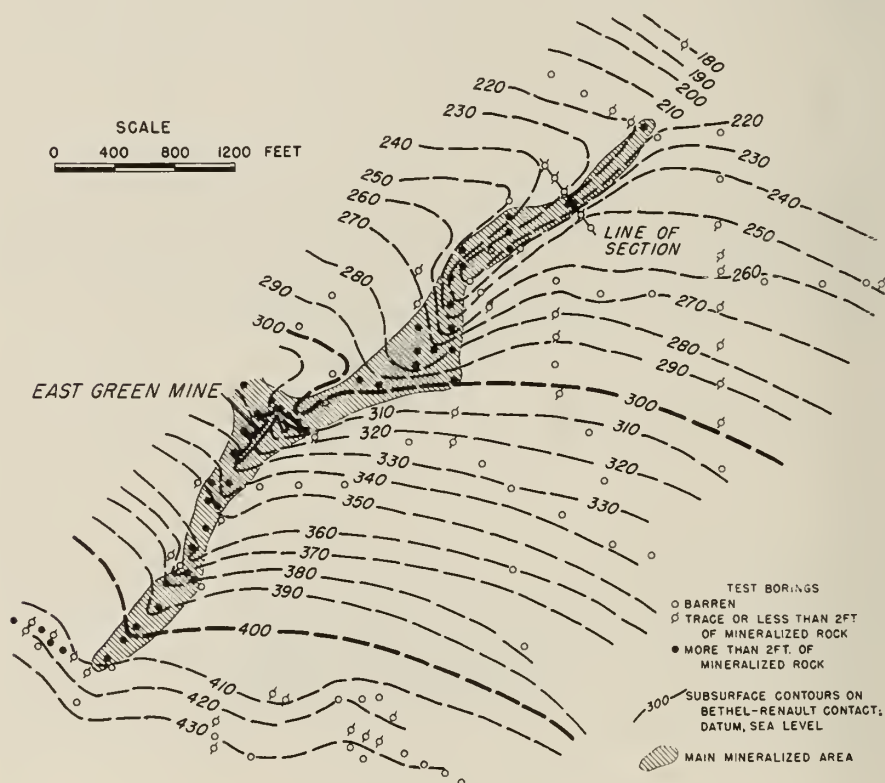 SCALE
0 400 800 1200 FEET
180
190
200
210
220
220
230
230
240
240
250
250
260
260
270
270
280
280
290
290
300
300
LINE OF
SECTION
EAST GREEN MINE
310
310
320
320
330
330
340
350
360
370
380
390
400
410
420
430
TEST BORINGS
BARREN
TRACE OR LESS THAN 2FT
OF MINERALIZED ROCK
MORE THAN 2FT. OF
MINERALIZED ROCK
300 SUBSURFACE CONTOURS ON
BETHEL-RENAULT CONTACT;
DATUM, SEA LEVEL
MAIN MINERALIZED AREA